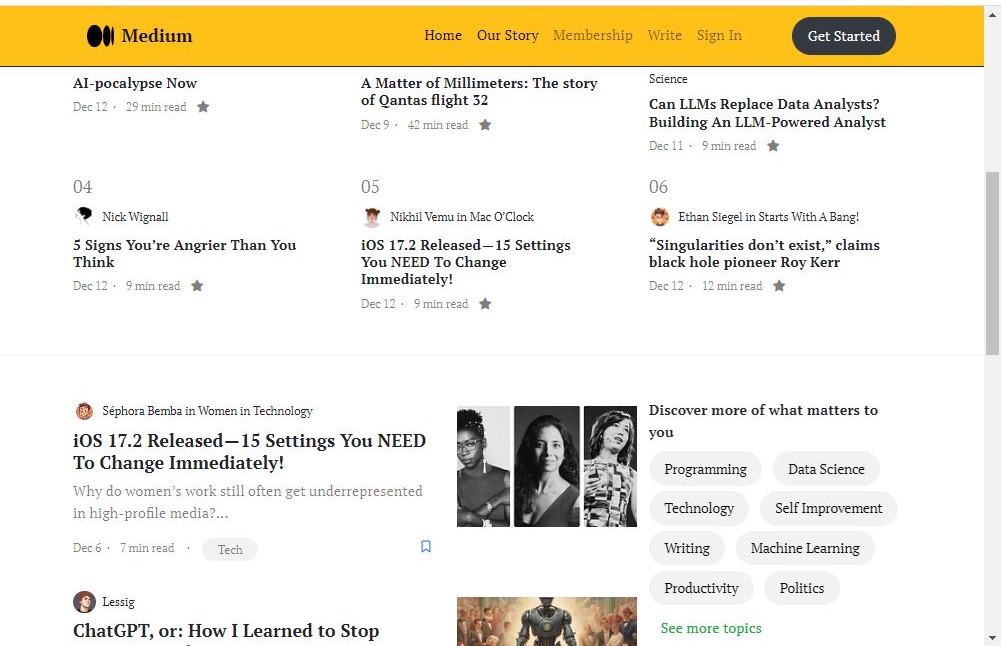 Medium
Home Our Story Membership Write Sign In Get Started
AI-pocalypse Now
Dec 12 · 29 min read
A Matter of Millimeters: The story
of Qantas flight 32
Dec 9 · 42 min read
Science
Can LLMs Replace Data Analysts?
Building An LLM-Powered Analyst
Dec 11 · 9 min read
04
Nick Wignall
5 Signs You’re Angrier Than You
Think
Dec 12 · 9 min read
05
Nikhil Vemu in Mac O’Clock
iOS 17.2 Released—15 Settings
You NEED To Change
Immediately!
Dec 12 · 9 min read
06
Ethan Siegel in Starts With A Bang!
“Singularities don’t exist,” claims
black hole pioneer Roy Kerr
Dec 12 · 12 min read
Séphora Bemba in Women in Technology
iOS 17.2 Released—15 Settings You NEED
To Change Immediately!
Why do women’s work still often get underrepresented
in high-profile media?...
Dec 6 · 7 min read · Tech
Lessig
ChatGPT, or: How I Learned to Stop
Discover more of what matters to
you
Programming Data Science
Technology Self Improvement
Writing Machine Learning
Productivity Politics
See more topics